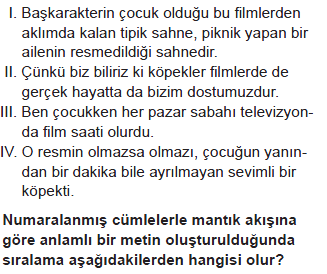 I. Başkarakterin çocuk olduğu bu filmlerden
aklımda kalan tipik sahne, piknik yapan bir
ailenin resmedildiği sahnedir.
II. Çünkü biz biliriz ki köpekler filmlerde de
gerçek hayatta da bizim dostumuzdur.
III. Ben çocukken her pazar sabahı televizyon-
da film saati olurdu.
IV. O resmin olmazsa olmazı, çocuğun yanın-
dan bir dakika bile ayrılmayan sevimli bir
köpekti.
Numaralanmış cümlelerle mantık akışına
göre anlamlı bir metin oluşturulduğunda
sıralama aşağıdakilerden hangisi olur?